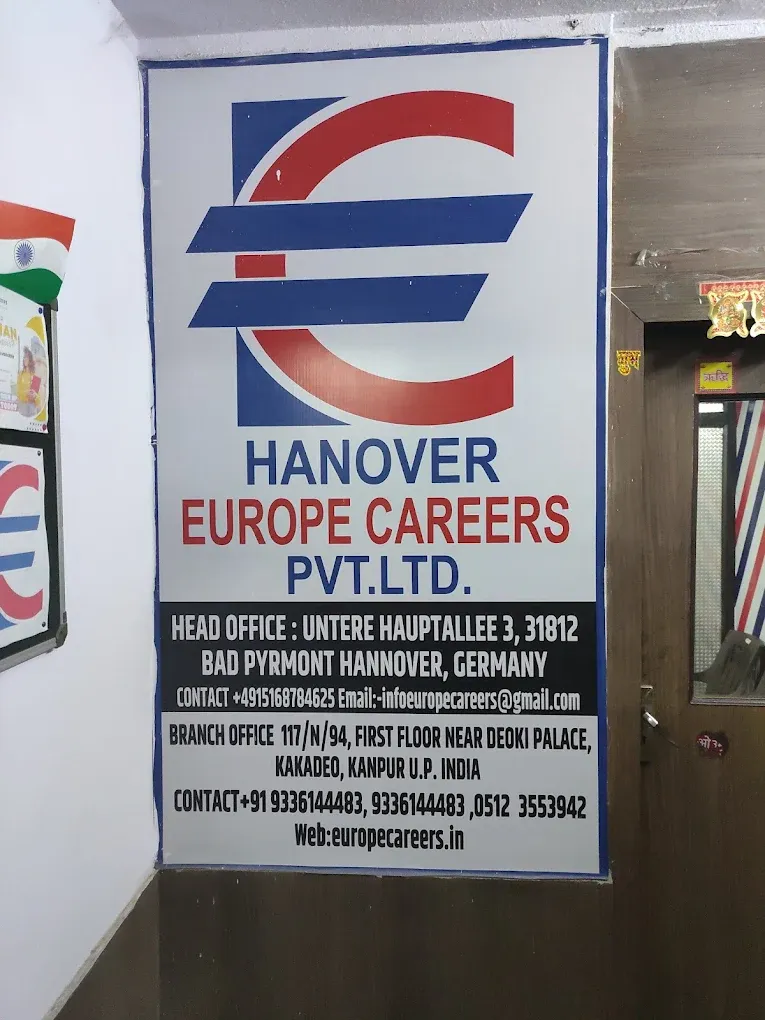 HANOVER
EUROPE CAREERS
PVT.LTD.
HEAD OFFICE : UNTERE HAUPTALLEE 3, 31812
BAD PYRMONT HANNOVER, GERMANY
CONTACT +4915168784625 Email:-infoeuropecareers@gmail.com
BRANCH OFFICE 117/N/94, FIRST FLOOR NEAR DEOKI PALACE,
KAKADEO, KANPUR U.P. INDIA
CONTACT+91 9336144483, 9336144483 ,0512 3553942
Web:europecareers.in
शुभ